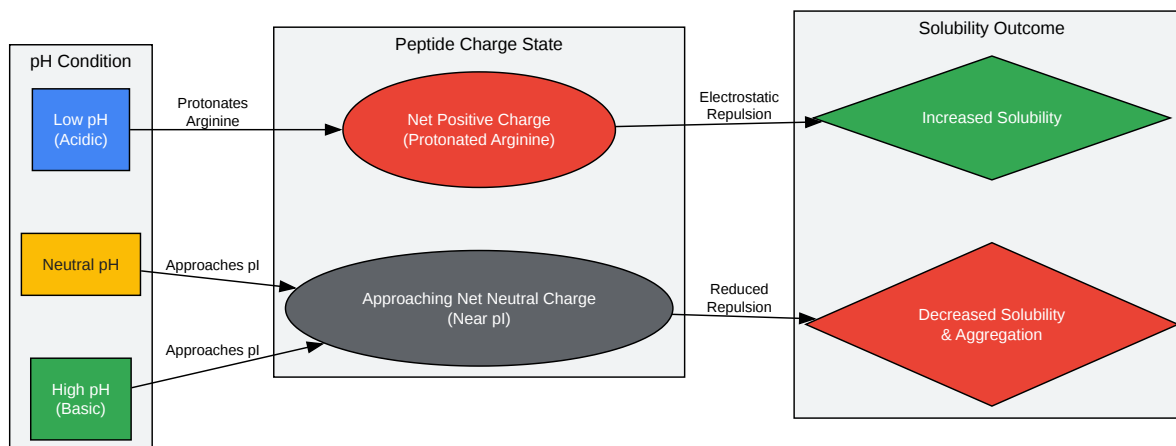 pH Condition
Low pH
(Acidic)
Neutral pH
High pH
(Basic)
Protonates
Arginine
Approaches pI
Approaches pI
Peptide Charge State
Net Positive Charge
(Protonated Arginine)
Approaching Net Neutral Charge
(Near pI)
Electrostatic
Repulsion
Reduced
Repulsion
Solubility Outcome
Increased Solubility
Decreased Solubility
& Aggregation